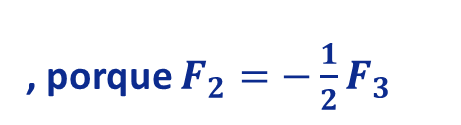 , porque F₂ = −½F₃